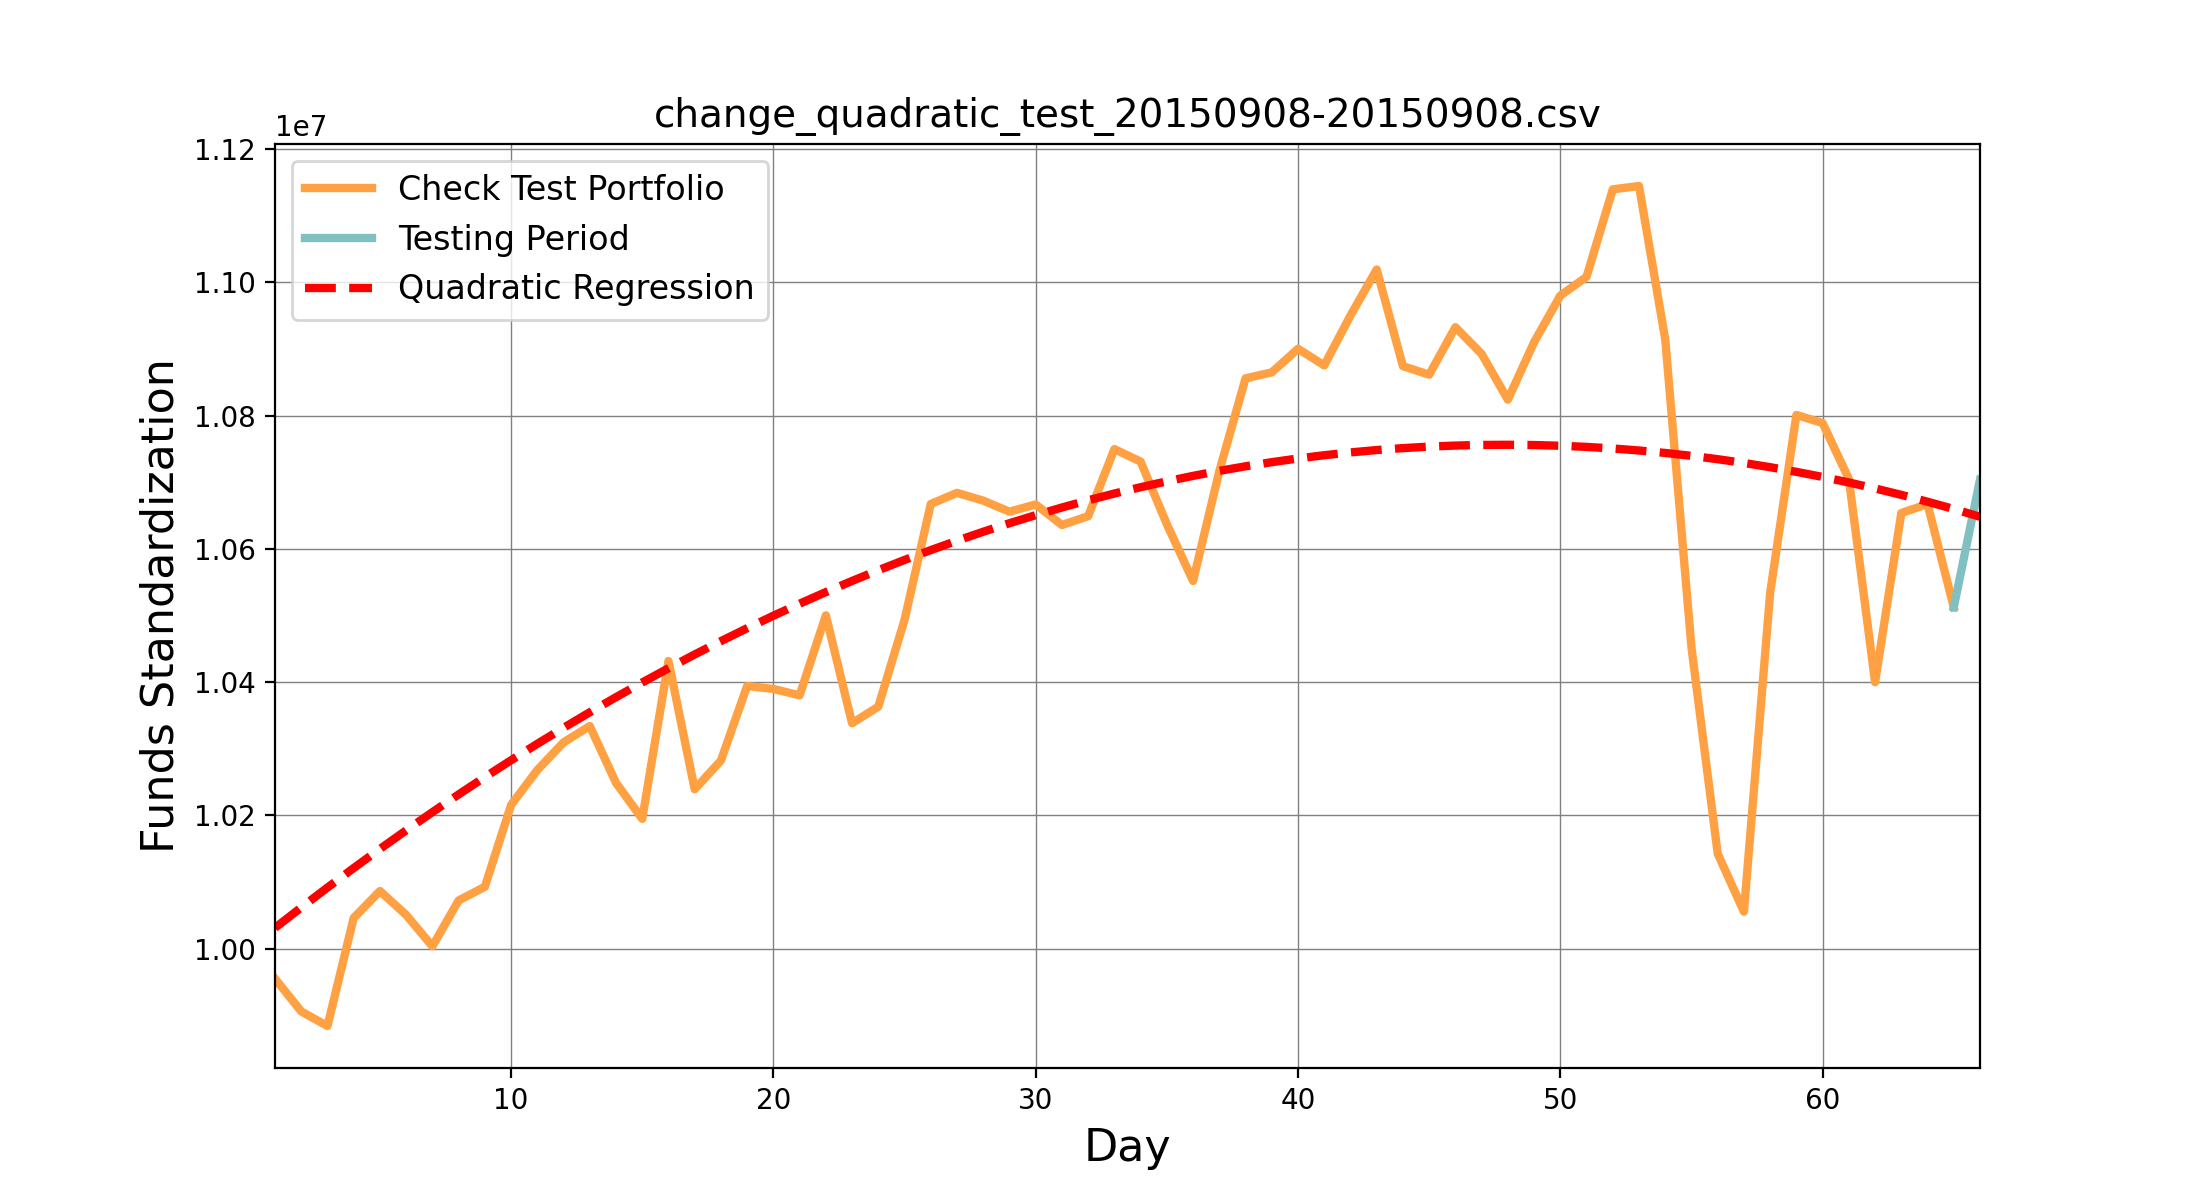 change_quadratic_test_20150908-20150908.csv
1e7
Check Test Portfolio
Testing Period
Quadratic Regression
Funds Standardization
1.12
1.10
1.08
1.06
1.04
1.02
1.00
10 20 30 40 50 60
Day